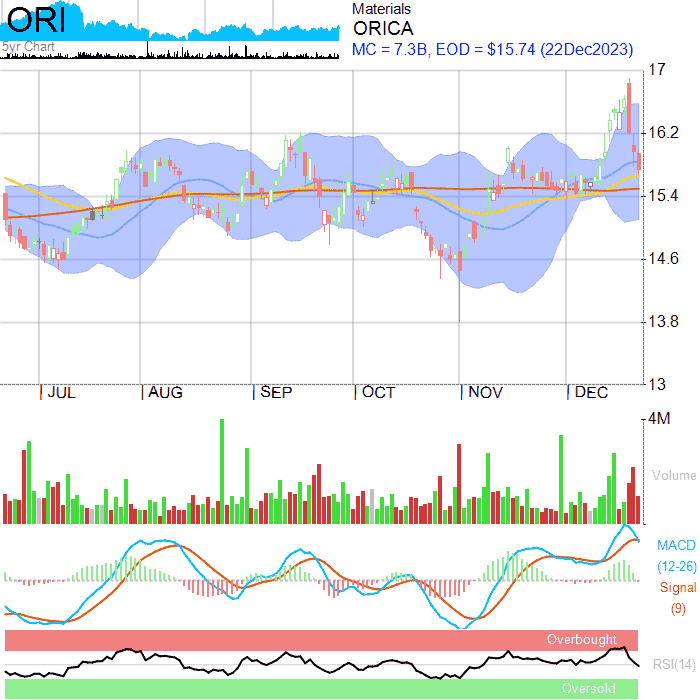 ORI
5yr Chart
Materials
ORICA
MC = 7.3B, EOD = $15.74 (22Dec2023)
17
16.2
15.4
14.6
13.8
13
JUL
AUG
SEP
OCT
NOV
DEC
4M
Volume
MACD
(12-26)
Signal
(9)
Overbought
RSI(14)
Oversold